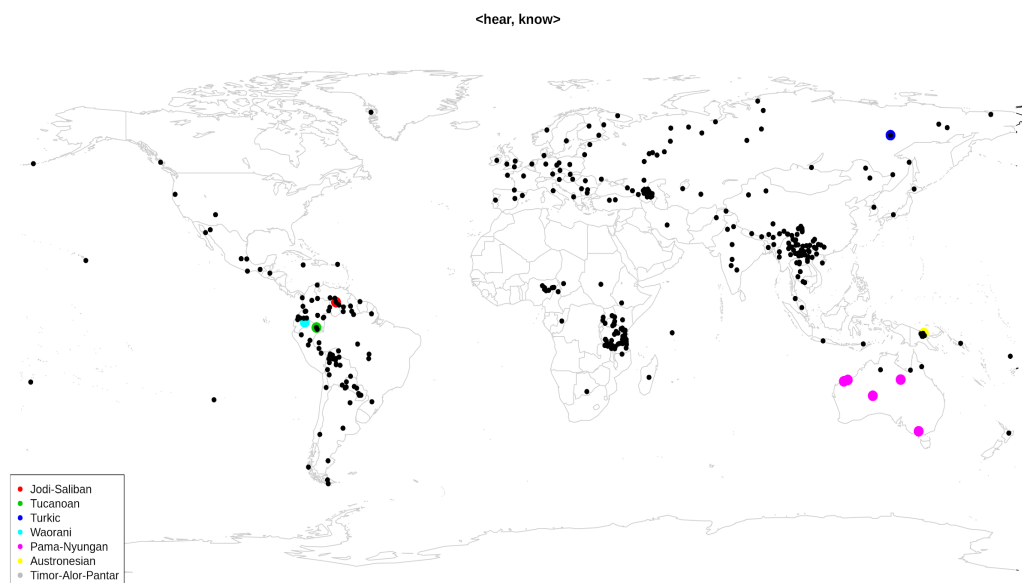 <hear, know>
Jodi-Saliban
Tucanoan
Turkic
Waorani
Pama-Nyungan
Austronesian
Timor-Alor-Pantar